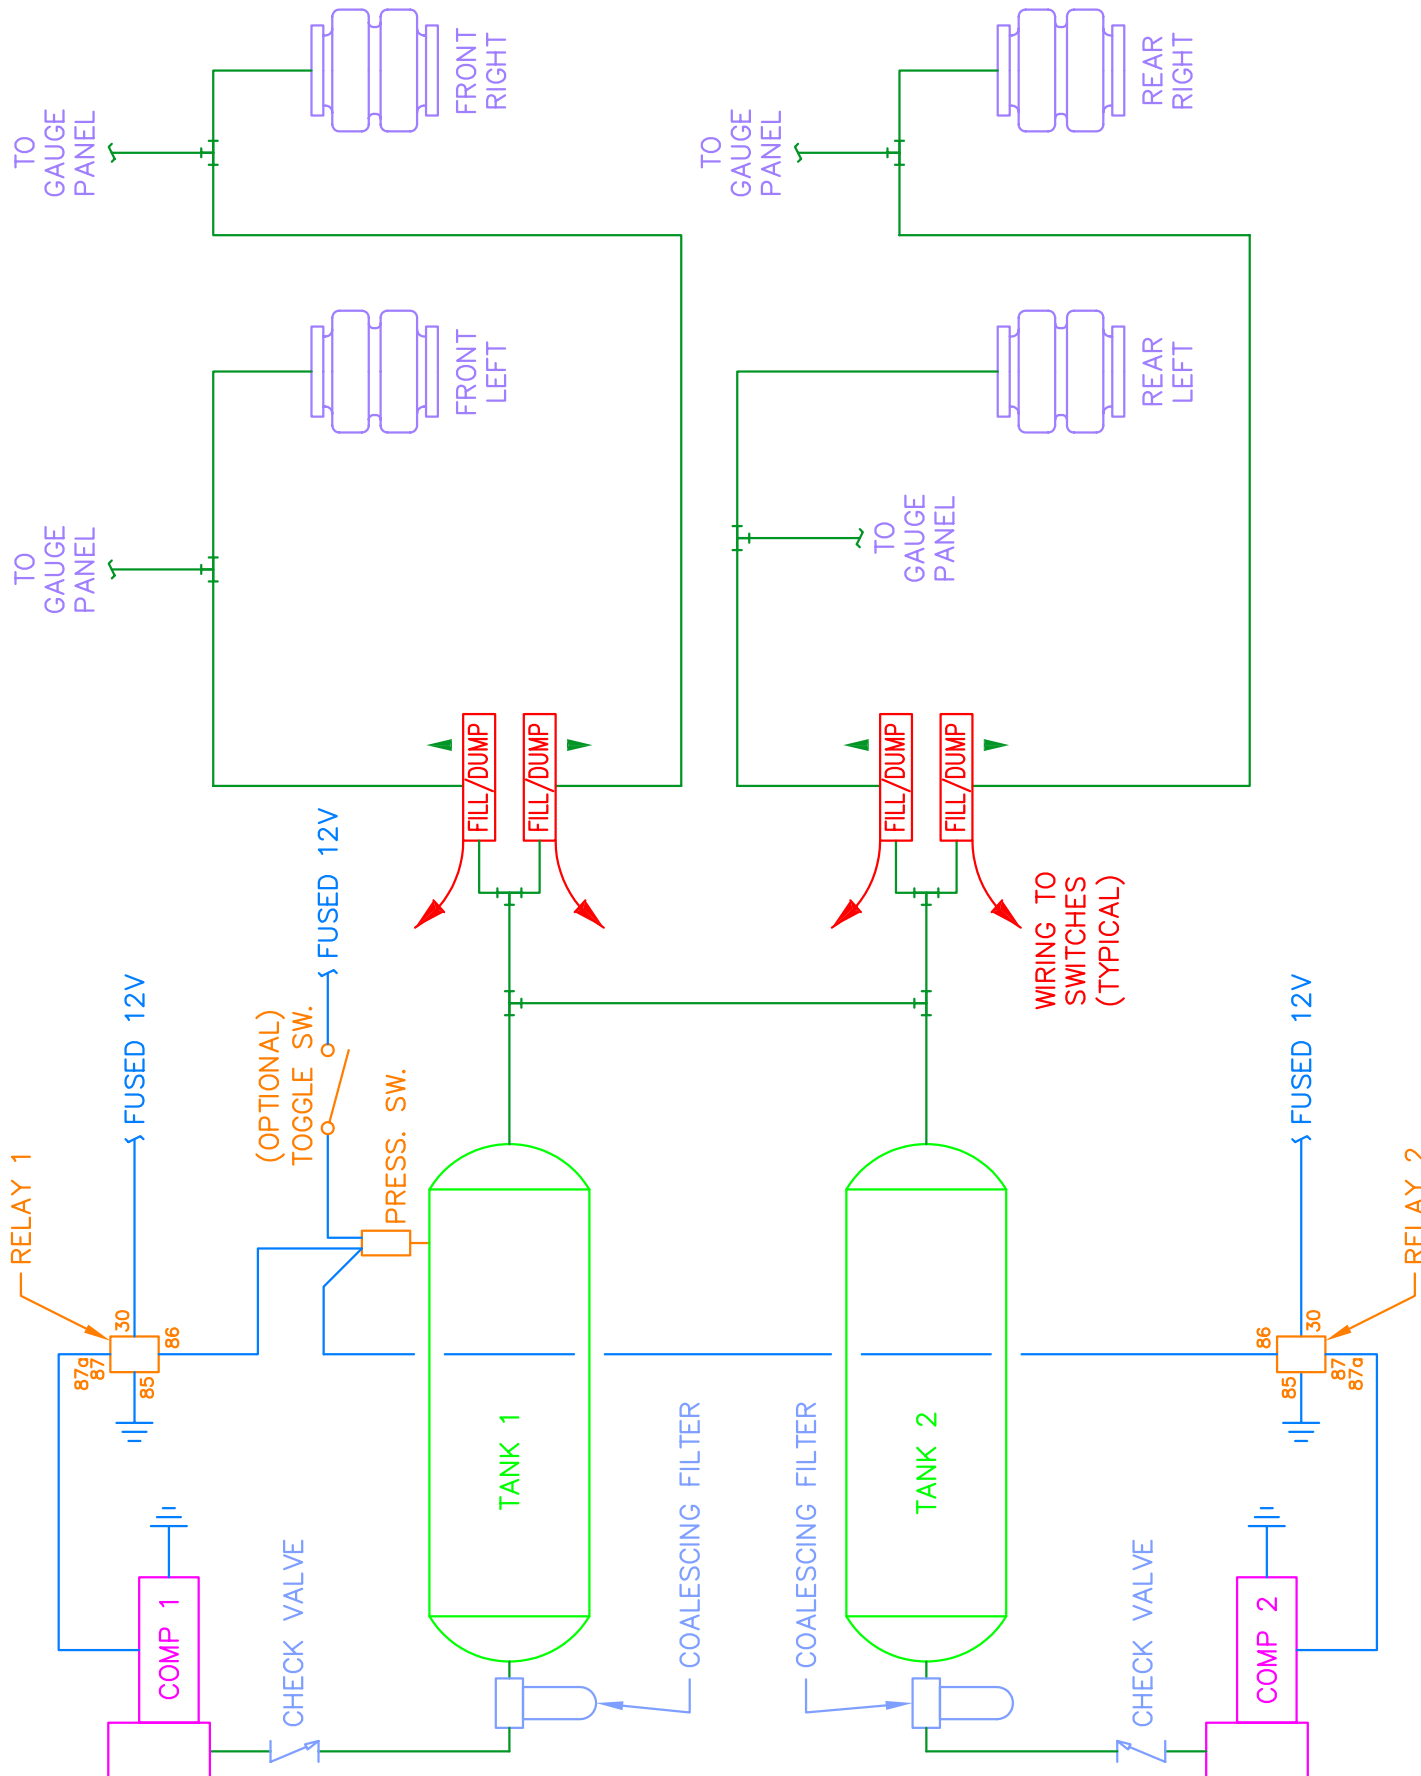 TO
GAUGE
PANEL
TO
GAUGE
PANEL
RELAY 1
87a
87
30
85
86
FUSED 12V
(OPTIONAL)
TOGGLE SW.
FUSED 12V
PRESS. SW.
COMP 1
CHECK VALVE
FRONT
LEFT
FRONT
RIGHT
FILL/DUMP
FILL/DUMP
TANK 1
COALESCING FILTER
TO
GAUGE
PANEL
COALESCING FILTER
TANK 2
FILL/DUMP
FILL/DUMP
TO
GAUGE
PANEL
WIRING TO
SWITCHES
(TYPICAL)
REAR
LEFT
REAR
RIGHT
CHECK VALVE
COMP 2
86
85
30
87
87a
FUSED 12V
RELAY 2